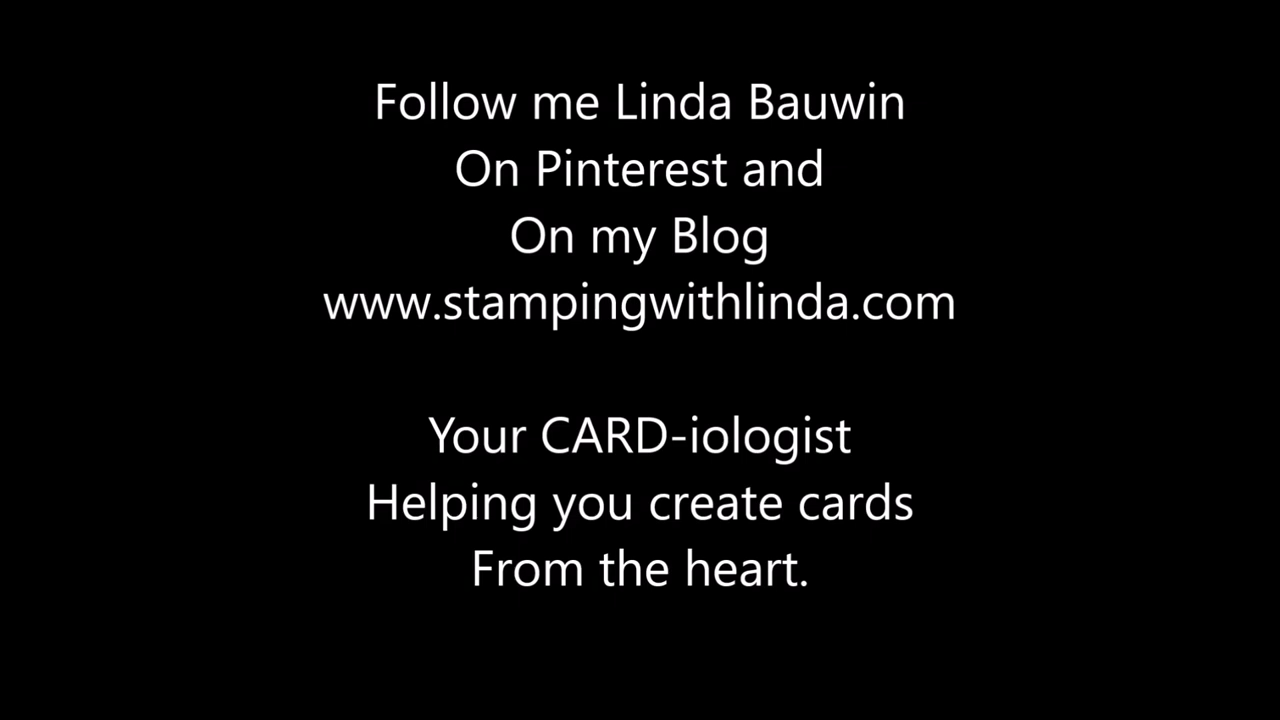 Follow me Linda Bauwin
On Pinterest and
On my Blog
www.stampingwithlinda.com
Your CARD-iologist
Helping you create cards
From the heart.